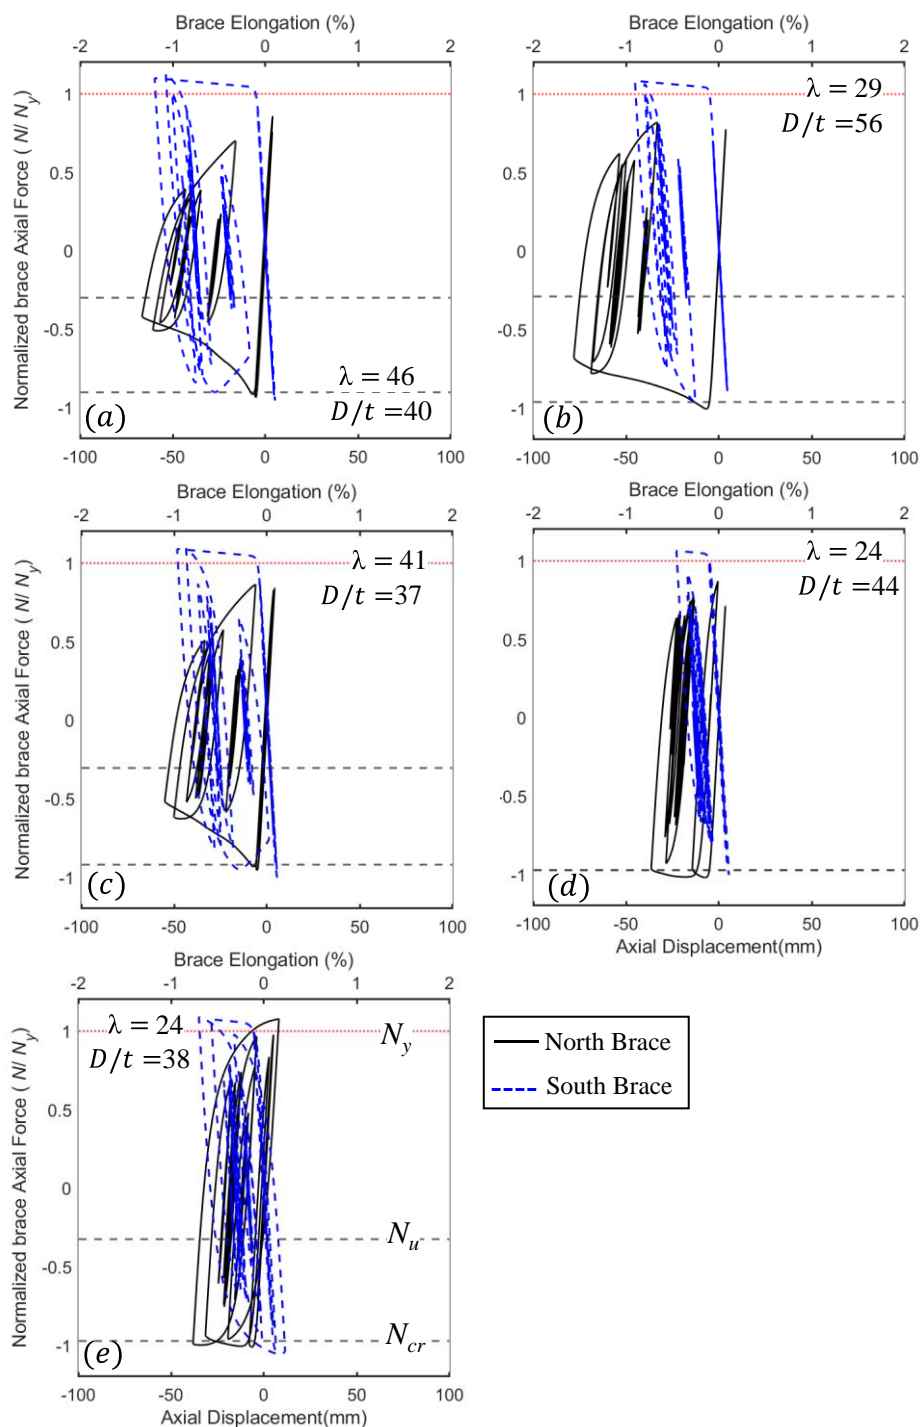 Brace Elongation (%)
-2 -1 0 1 2
Normalized brace Axial Force ( N/ N_y)
1
0.5
0
-0.5
-1
λ = 46
D/t =40
(a)
-100 -50 0 50 100
Brace Elongation (%)
-2 -1 0 1 2
1
0.5
0
-0.5
-1
λ = 29
D/t =56
(b)
-100 -50 0 50 100
Brace Elongation (%)
-2 -1 0 1 2
Normalized brace Axial Force ( N/ N_y)
1
0.5
0
-0.5
-1
λ = 41
D/t =37
(c)
-100 -50 0 50 100
Brace Elongation (%)
-2 -1 0 1 2
1
0.5
0
-0.5
-1
λ = 24
D/t =44
(d)
-100 -50 0 50 100
Axial Displacement(mm)
Brace Elongation (%)
-2 -1 0 1 2
Normalized brace Axial Force ( N/ N_y)
1
0.5
0
-0.5
-1
λ = 24
D/t =38
N_y
N_u
N_cr
(e)
-100 -50 0 50 100
Axial Displacement(mm)
North Brace
South Brace